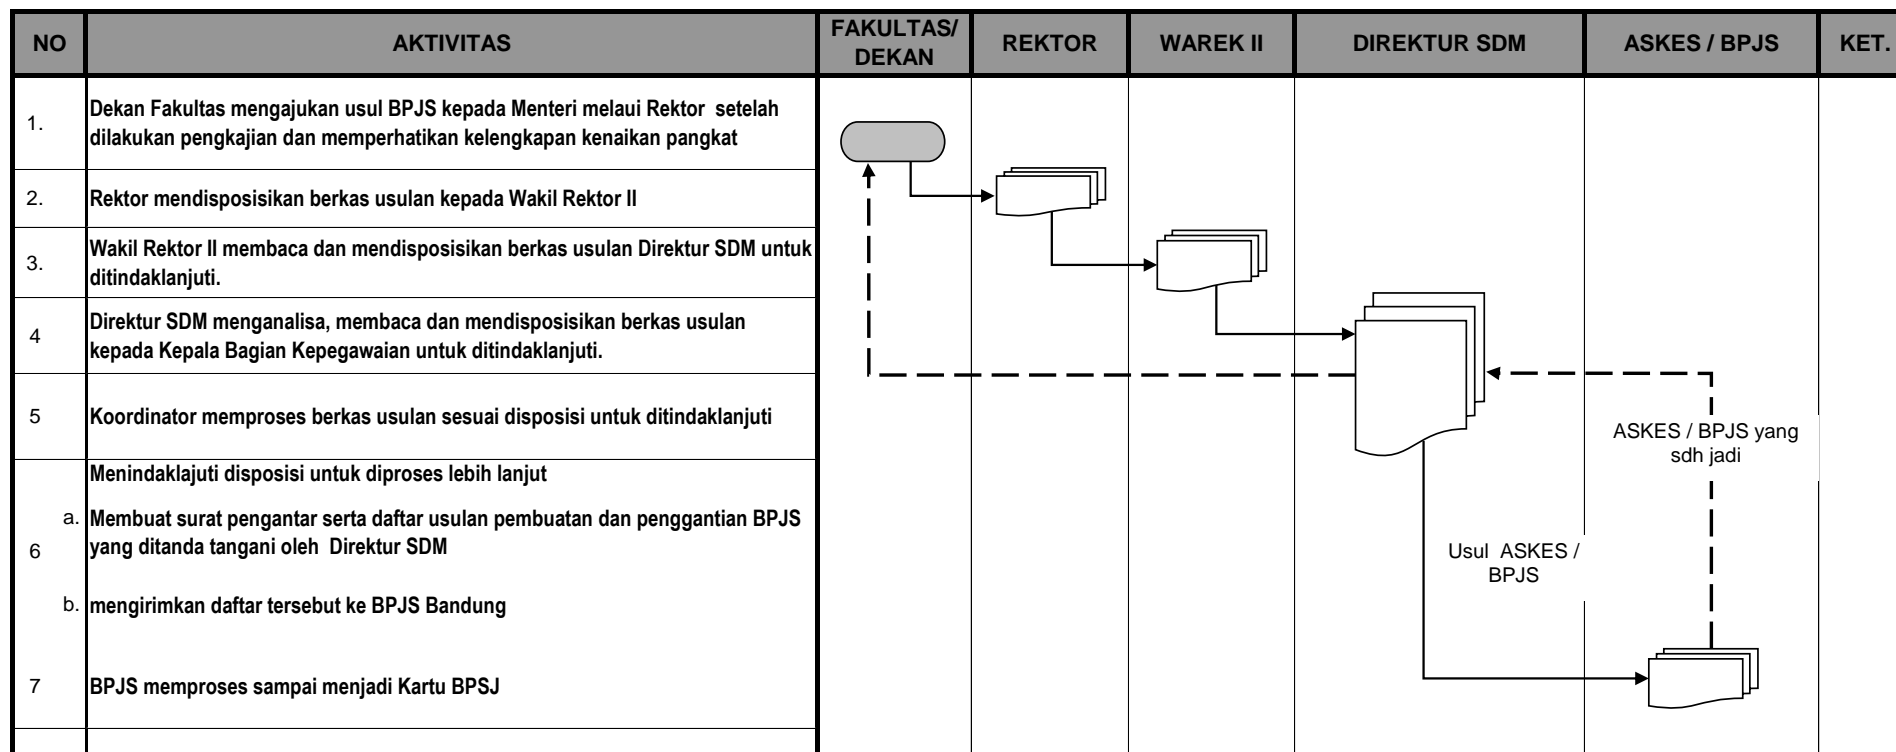 NO
AKTIVITAS
FAKULTAS/
DEKAN
REKTOR
WAREK II
DIREKTUR SDM
ASKES / BPJS
KET.
1.
Dekan Fakultas mengajukan usul BPJS kepada Menteri melaui Rektor setelah
dilakukan pengkajian dan memperhatikan kelengkapan kenaikan pangkat
2.
Rektor mendisposisikan berkas usulan kepada Wakil Rektor II
3.
Wakil Rektor II membaca dan mendisposisikan berkas usulan Direktur SDM untuk
ditindaklanjuti.
4
Direktur SDM menganalisa, membaca dan mendisposisikan berkas usulan
kepada Kepala Bagian Kepegawaian untuk ditindaklanjuti.
5
Koordinator memproses berkas usulan sesuai disposisi untuk ditindaklanjuti
ASKES / BPJS yang
sdh jadi
6
Menindaklajuti disposisi untuk diproses lebih lanjut
a. Membuat surat pengantar serta daftar usulan pembuatan dan penggantian BPJS
yang ditanda tangani oleh Direktur SDM
Usul ASKES /
BPJS
b. mengirimkan daftar tersebut ke BPJS Bandung
7
BPJS memproses sampai menjadi Kartu BPSJ